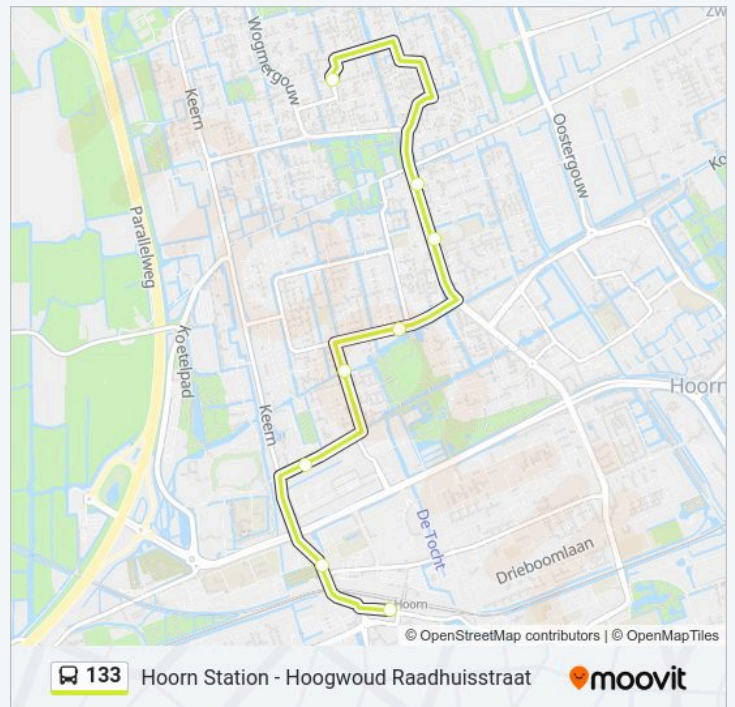 Zw
Wogmergouw
Keern
Oostergouw
Ko
Parallelweg
Koetelpad
Hoorn
Keern
De Tocht
Drieboomlaan
Hoorn
© OpenStreetMap contributors | © OpenMapTiles
133 Hoorn Station - Hoogwoud Raadhuisstraat moovit